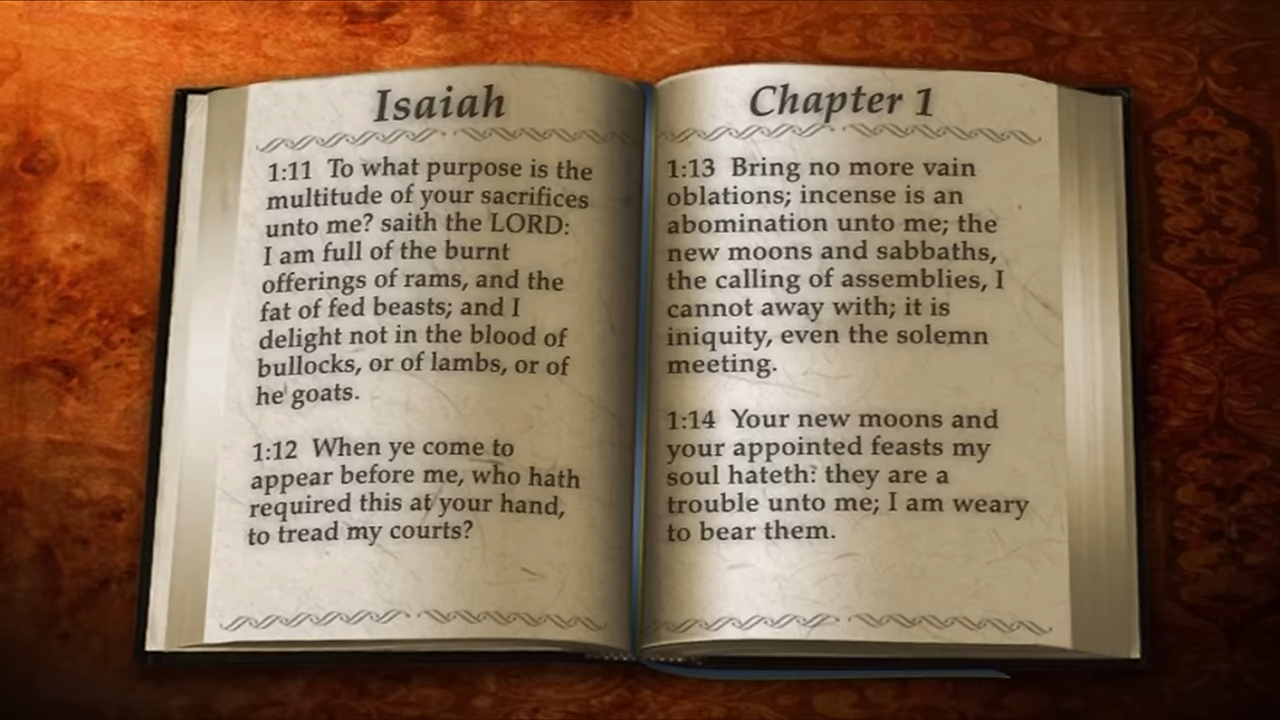 Isaiah
1:11 To what purpose is the
multitude of your sacrifices
unto me? saith the LORD:
I am full of the burnt
offerings of rams, and the
fat of fed beasts; and I
delight not in the blood of
bullocks, or of lambs, or of
he goats.
1:12 When ye come to
appear before me, who hath
required this at your hand,
to tread my courts?
Chapter 1
1:13 Bring no more vain
oblations; incense is an
abomination unto me; the
new moons and sabbaths,
the calling of assemblies, I
cannot away with; it is
iniquity, even the solemn
meeting.
1:14 Your new moons and
your appointed feasts my
soul hateth: they are a
trouble unto me; I am weary
to bear them.